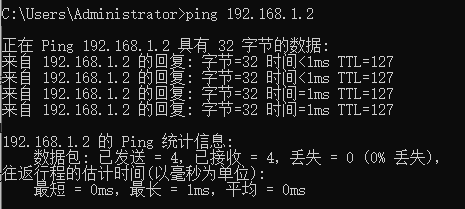 C:\Users\Administrator>ping 192.168.1.2
正在 Ping 192.168.1.2 具有 32 字节的数据:
来自 192.168.1.2 的回复: 字节=32 时间<1ms TTL=127
来自 192.168.1.2 的回复: 字节=32 时间<1ms TTL=127
来自 192.168.1.2 的回复: 字节=32 时间=1ms TTL=127
来自 192.168.1.2 的回复: 字节=32 时间=1ms TTL=127
192.168.1.2 的 Ping 统计信息:
数据包: 已发送 = 4, 已接收 = 4, 丢失 = 0 (0% 丢失),
往返行程的估计时间(以毫秒为单位):
最短 = 0ms, 最长 = 1ms, 平均 = 0ms